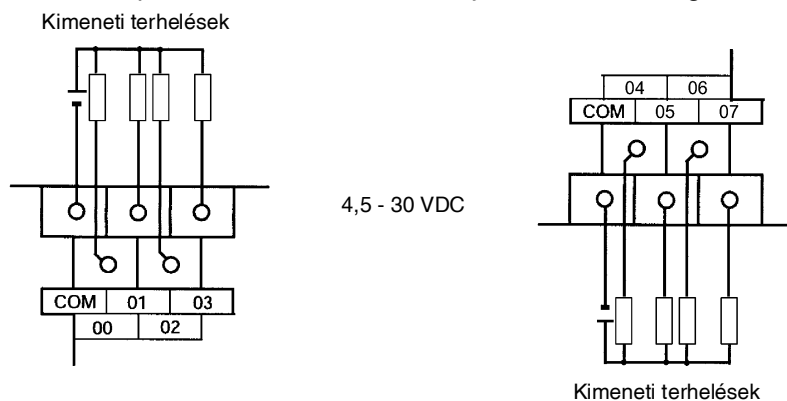 Kimeneti terhelések
COM 01 03
00 02
4,5 - 30 VDC
04 06
COM 05 07
Kimeneti terhelések